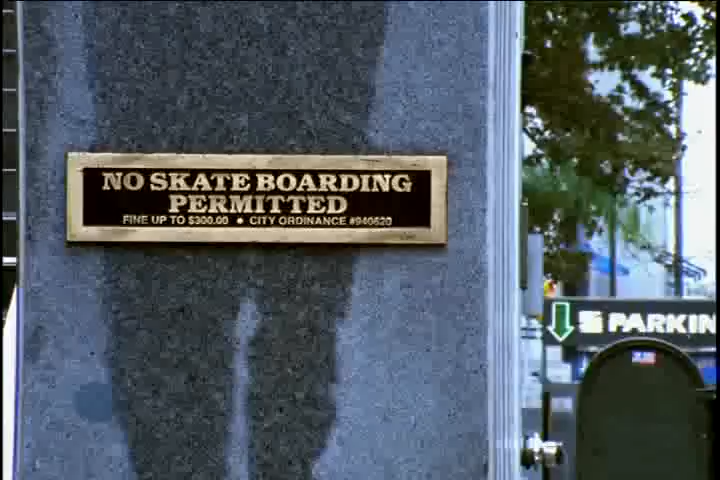 NO SKATE BOARDING
PERMITTED
FINE UP TO $300.00 • CITY ORDINANCE #940620
PARKIN